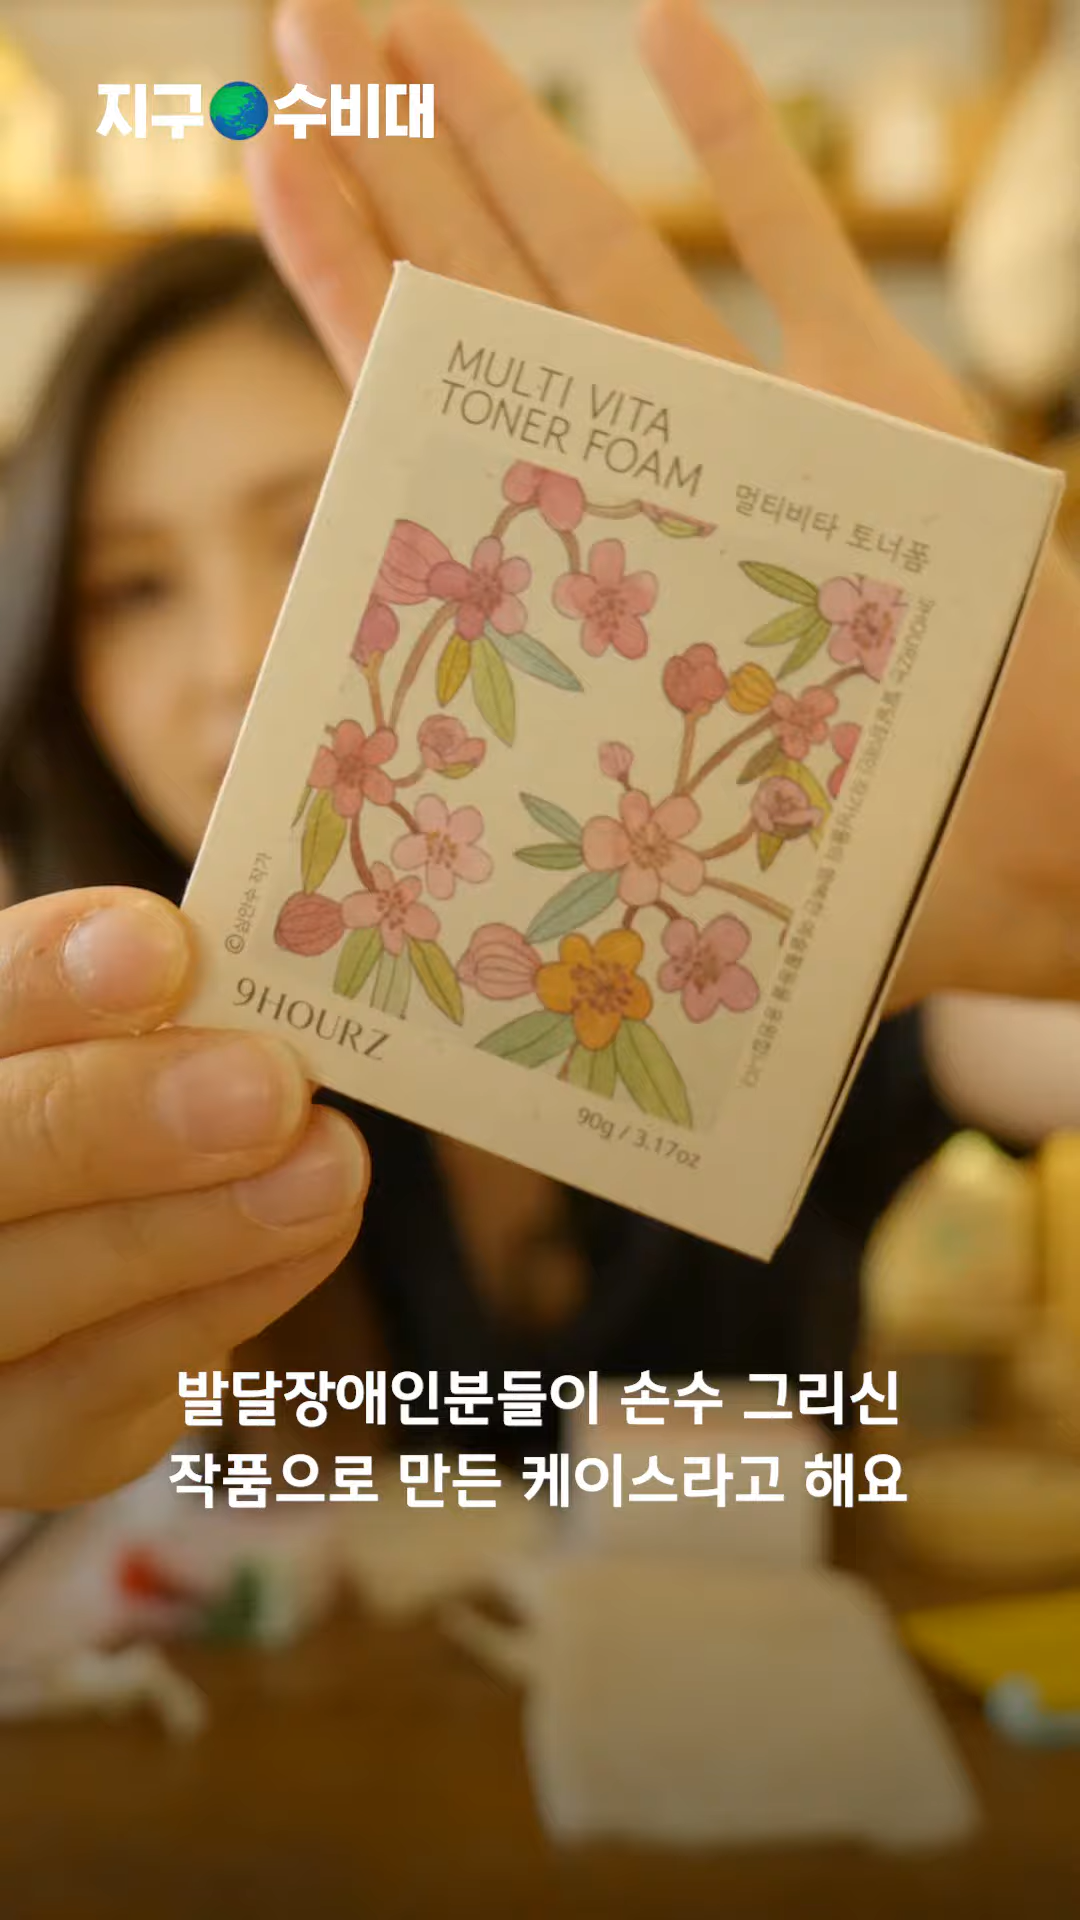 지구 수비대
MULTI VITA
TONER FOAM
멀티비타 토너폼
9HOURZ
90g / 3.17oz
발달장애인분들이 손수 그리신
작품으로 만든 케이스라고 해요